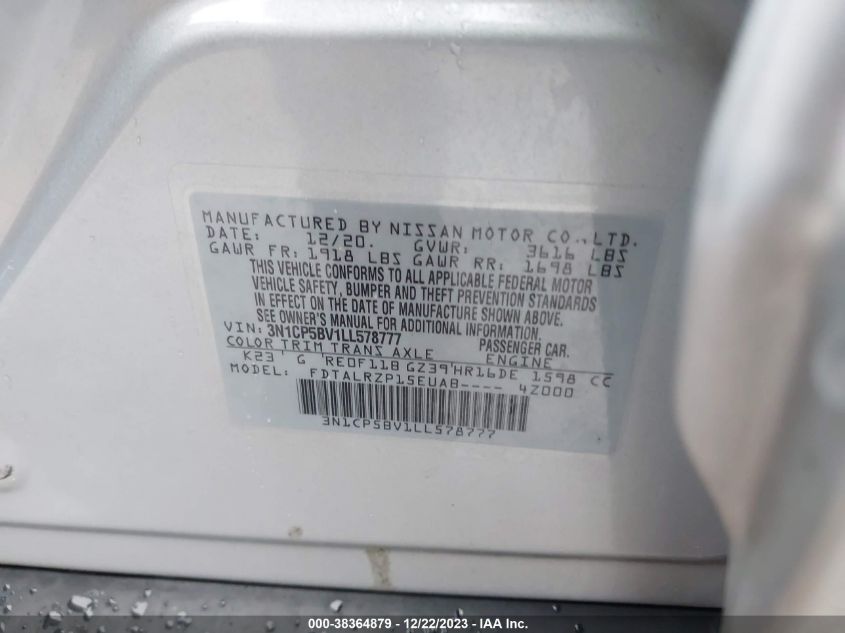 MANUFACTURED BY NISSAN MOTOR CO.,LTD.
DATE: 12/20. GVWR: 3616 LBS
GAWR FR: 1918 LBS GAWR RR: 1698 LBS
THIS VEHICLE CONFORMS TO ALL APPLICABLE FEDERAL MOTOR
VEHICLE SAFETY, BUMPER AND THEFT PREVENTION STANDARDS
IN EFFECT ON THE DATE OF MANUFACTURE SHOWN ABOVE.
SEE OWNER'S MANUAL FOR ADDITIONAL INFORMATION.
VIN: 3N1CP5BV1LL578777 PASSENGER CAR.
COLOR TRIM TRANS AXLE ENGINE
K23 ' G 'RE0F11B GZ39'HR16DE 1598 CC
MODEL: FDTALRZP15EUAB---- 4Z000
3N1CP5BV1LL578777
000-38364879 - 12/22/2023 - IAA Inc.